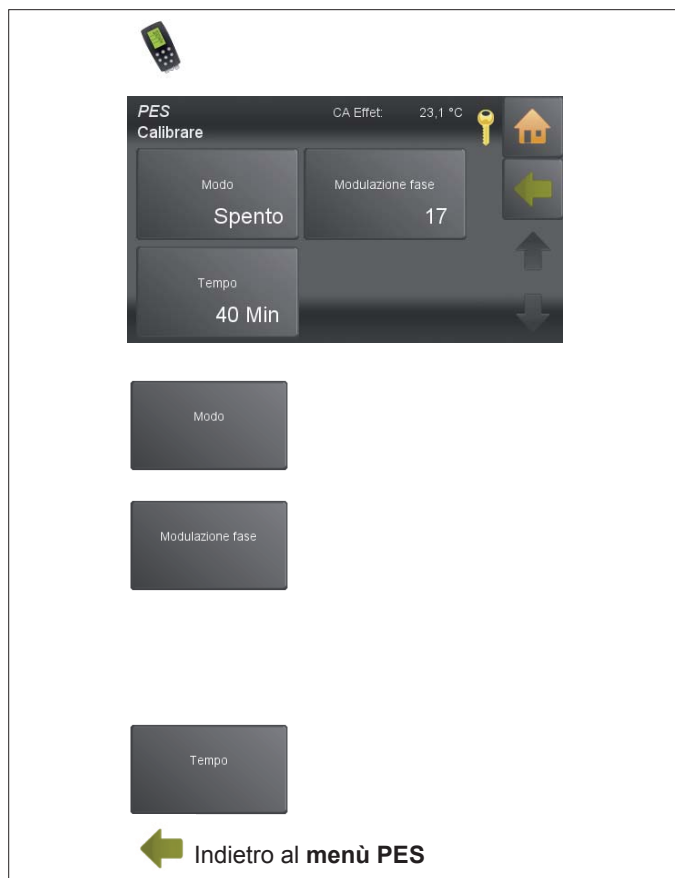 PES CA Effet: 23,1 °C
Calibrare
Modo Modulazione fase
Spento 17
Tempo
40 Min
Modo
Modulazione fase
Tempo
Indietro al menù PES